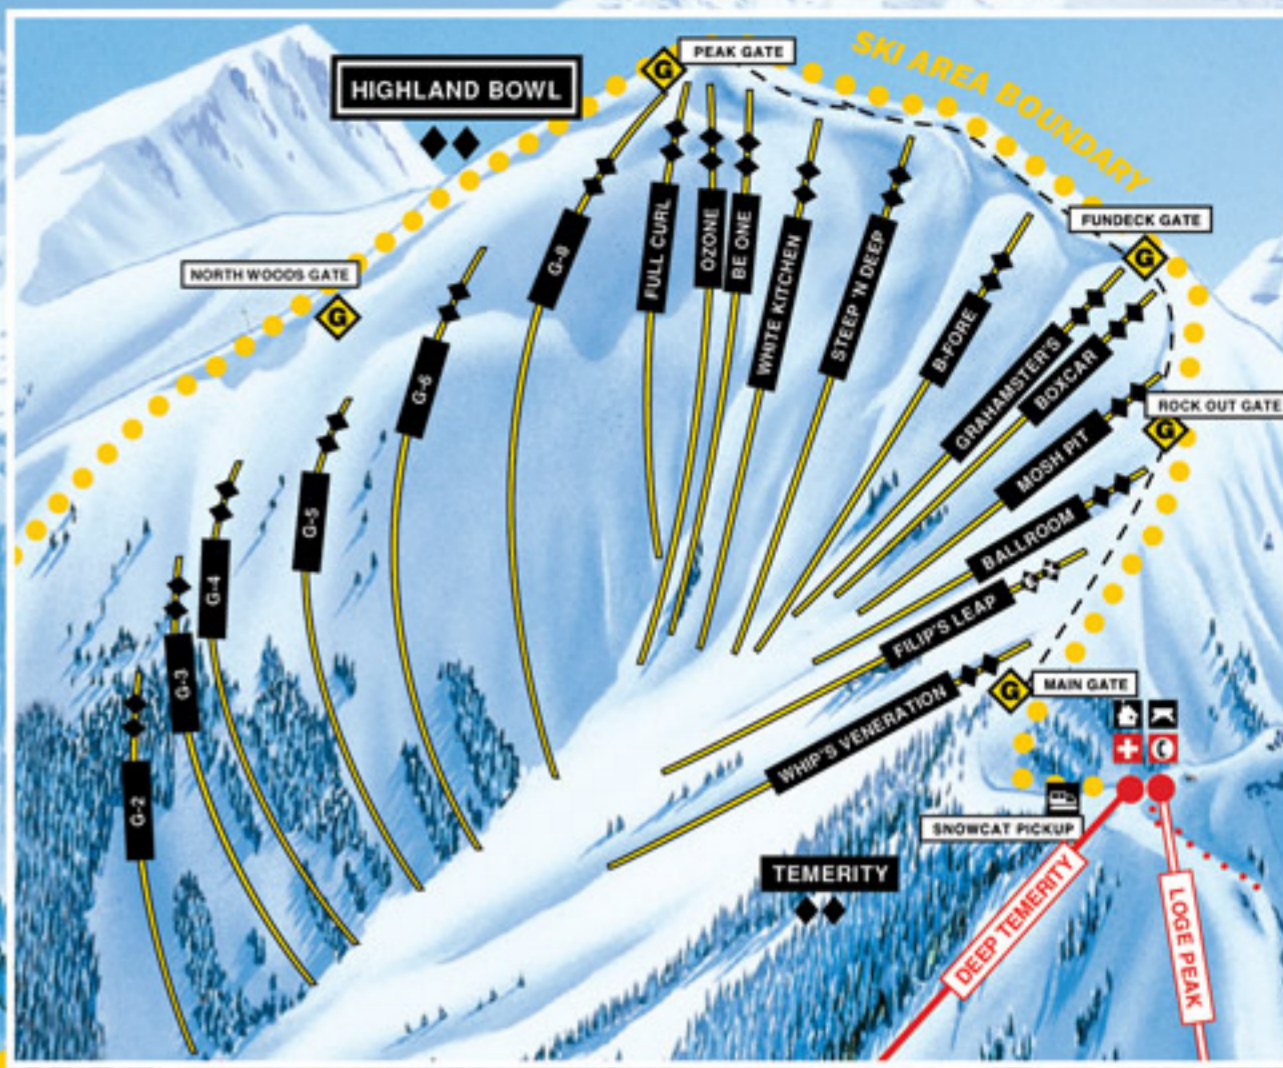 PEAK GATE
G
SKI AREA BOUNDARY
HIGHLAND BOWL
FUNDECK GATE
G
NORTH WOODS GATE
G
G-8
FULL CURL
OZONE
BE ONE
WHITE KITCHEN
STEEP 'N DEEP
B-FORE
GRAHAMSTER'S
BOXCAR
ROCK OUT GATE
G
G-6
MOSH PIT
G-5
BALLROOM
G-4
FILIP'S LEAP
G-3
WHIP'S VENERATION
G
MAIN GATE
G-2
SNOWCAT PICKUP
TEMERITY
DEEP TEMERITY
LOGE PEAK